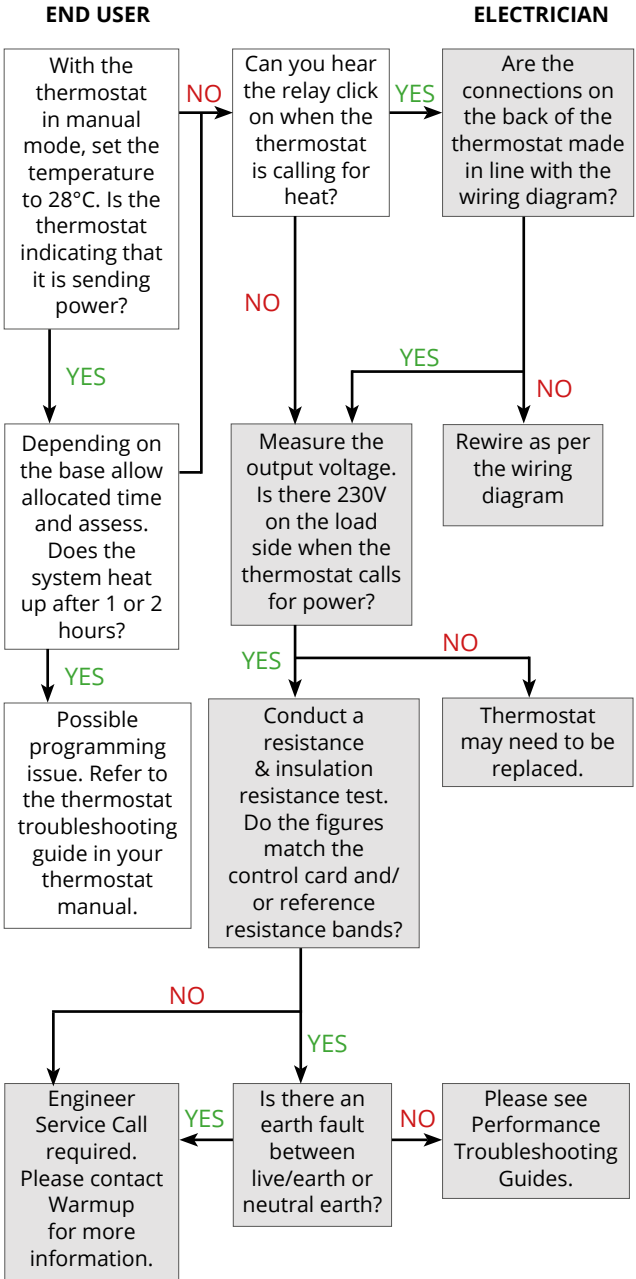 END USER
ELECTRICIAN
With the
thermostat
in manual
mode, set the
temperature
to 28°C. Is the
thermostat
indicating that
it is sending
power?
NO
Can you hear
the relay click
on when the
thermostat
is calling for
heat?
YES
Are the
connections on
the back of the
thermostat made
in line with the
wiring diagram?
YES
NO
YES
NO
Depending on
the base allow
allocated time
and assess.
Does the
system heat
up after 1 or 2
hours?
Measure the
output voltage.
Is there 230V
on the load
side when the
thermostat calls
for power?
Rewire as per
the wiring
diagram
YES
YES
NO
Possible
programming
issue. Refer to
the thermostat
troubleshooting
guide in your
thermostat
manual.
Conduct a
resistance
& insulation
resistance test.
Do the figures
match the
control card and/
or reference
resistance bands?
Thermostat
may need to be
replaced.
NO
YES
Engineer
Service Call
required.
Please contact
Warmup
for more
information.
YES
Is there an
earth fault
between
live/earth or
neutral earth?
NO
Please see
Performance
Troubleshooting
Guides.